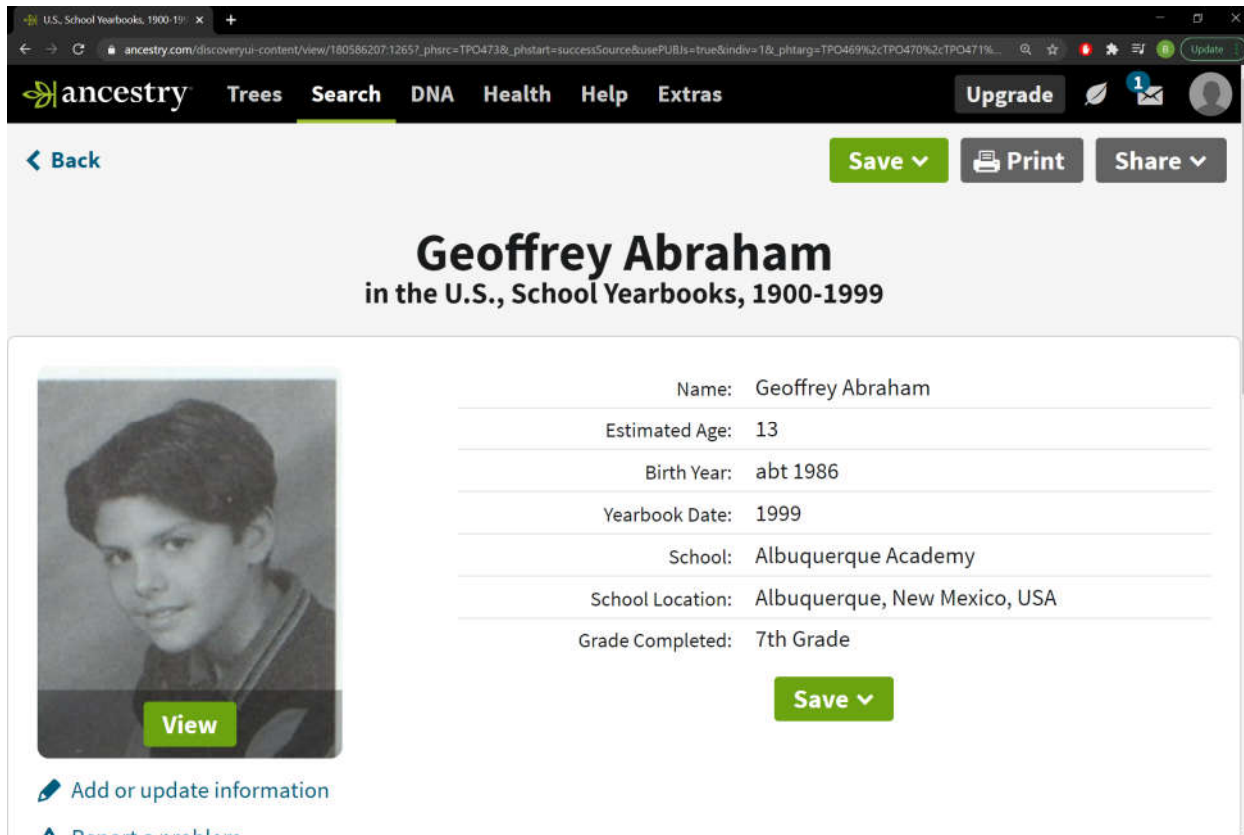 U.S., School Yearbooks, 1900-19
ancestry.com/discoveryui-content/view/180586207:1265?_phsrc=TPO473&_phstart=successSource&usePUBJs=true&indiv=1&_phtarg=TPO469%2cTPO470%2cTPO471%...
B
Update
ancestry
Trees
Search
DNA
Health
Help
Extras
Upgrade
1
Back
Save
Print
Share
Geoffrey Abraham
in the U.S., School Yearbooks, 1900-1999
Name: Geoffrey Abraham
Estimated Age: 13
Birth Year: abt 1986
Yearbook Date: 1999
School: Albuquerque Academy
School Location: Albuquerque, New Mexico, USA
Grade Completed: 7th Grade
Save
View
Add or update information
Report a problem